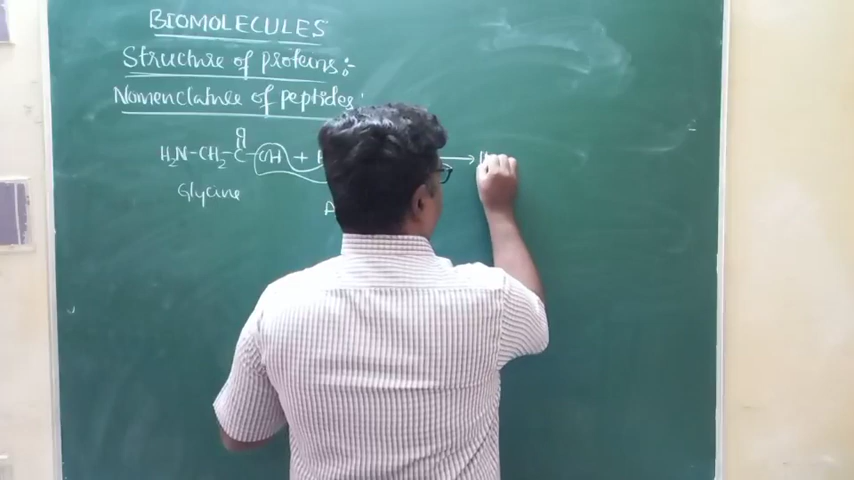 BIOMOLECULES
Structure of proteins:-
Nomenclature of peptides:
O
H₂N-CH₂-C-OH + H →
Glycine
A